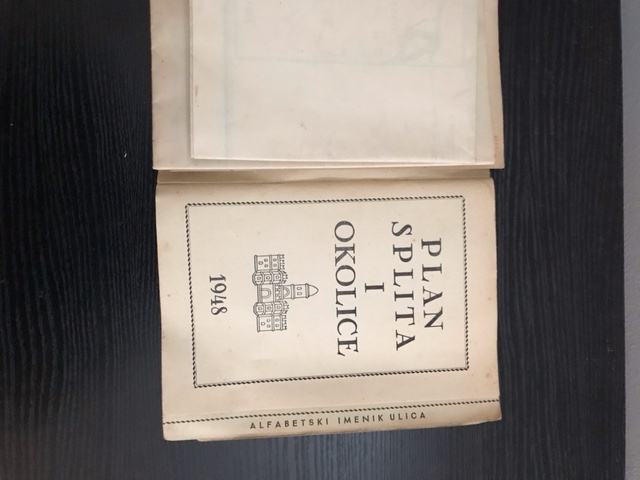 PLAN
SPLITA
I
OKOLICE
1948
ALFABETSKI IMENIK ULICA